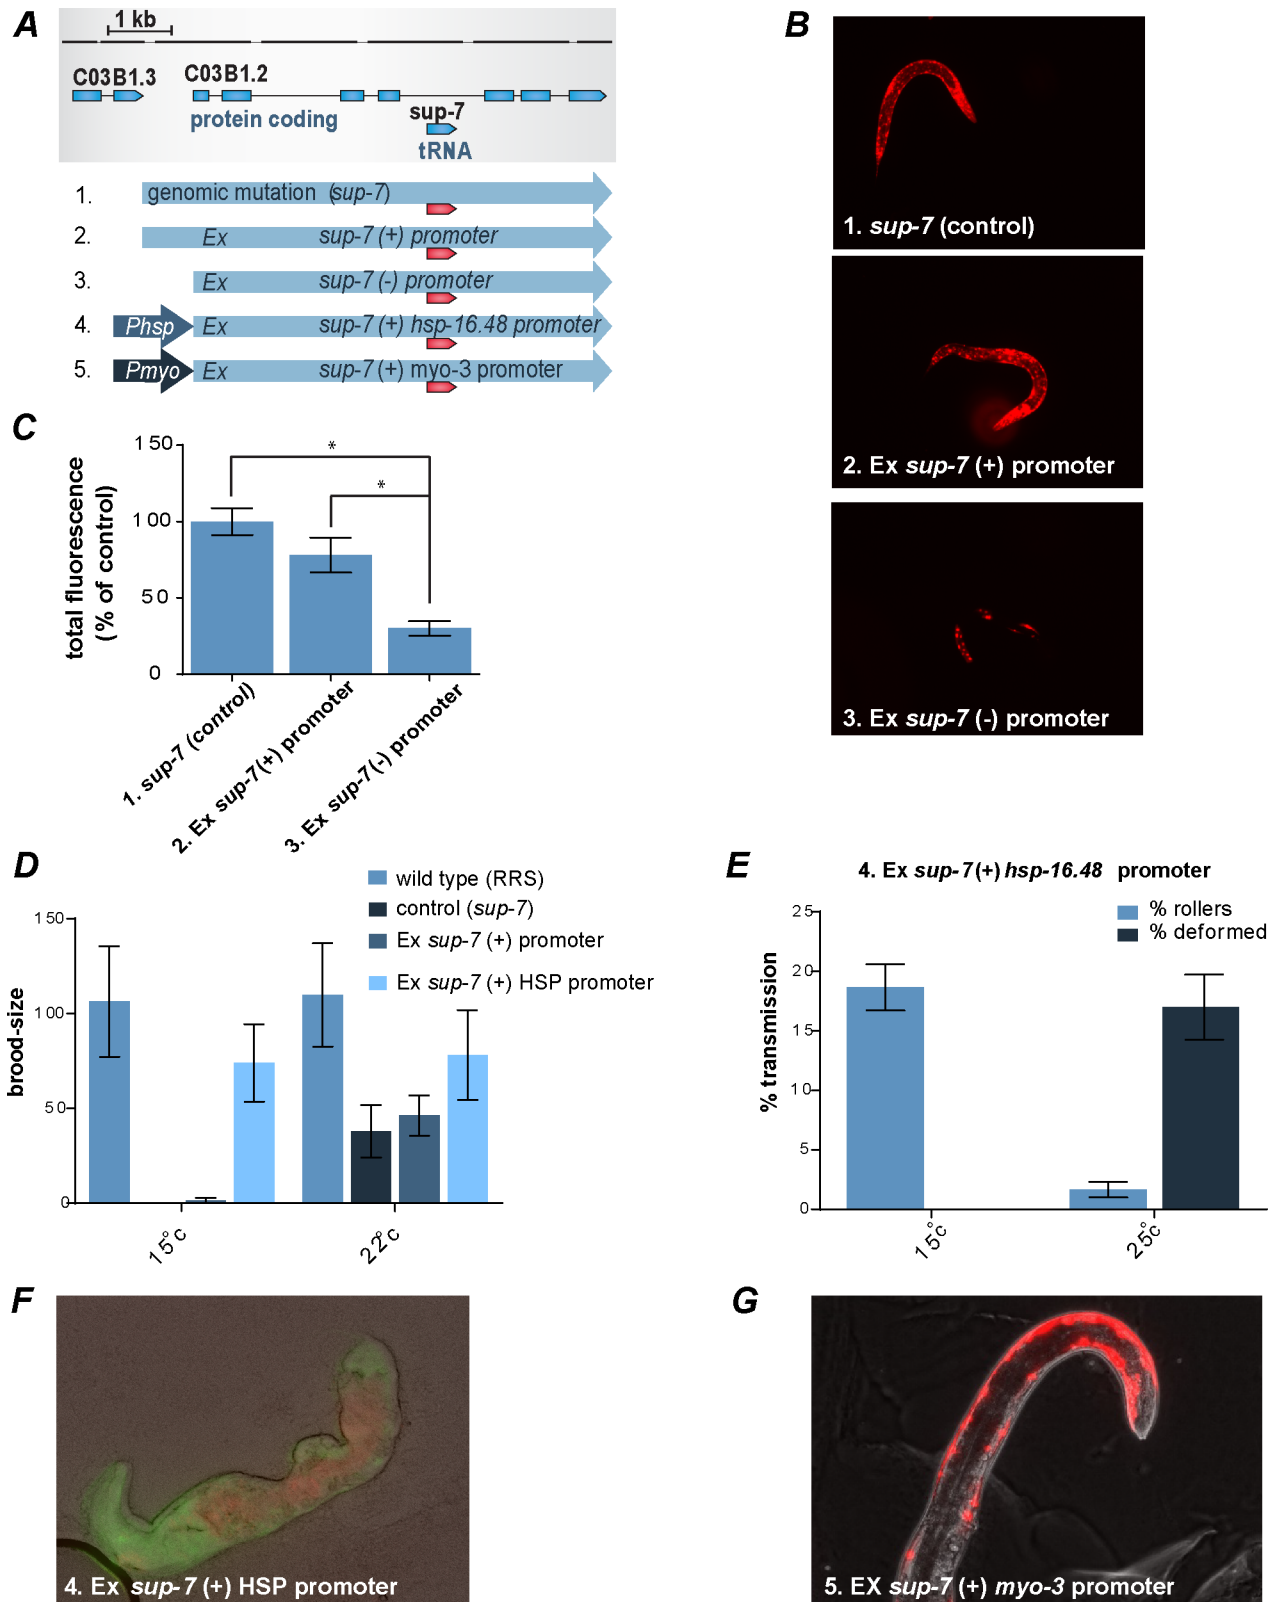 A
1 kb
C03B1.3
C03B1.2
protein coding
sup-7
tRNA
1. genomic mutation (sup-7)
2. Ex sup-7 (+) promoter
3. sup-7 (-) promoter
4. Phsp Ex sup-7 (+) hsp-16.48 promoter
5. Pmyo Ex sup-7 (+) myo-3 promoter
B
1. sup-7 (control)
2. Ex sup-7 (+) promoter
3. Ex sup-7 (-) promoter
C
total fluorescence
(% of control)
150
100
50
0
*
*
1. sup-7 (control)
2. Ex sup-7(+) promoter
3. Ex sup-7(-) promoter
D
wild type (RRS)
control (sup-7)
Ex sup-7 (+) promoter
Ex sup-7 (+) HSP promoter
brood-size
150
100
50
0
15°c
22°c
E
4. Ex sup-7(+) hsp-16.48 promoter
% rollers
% deformed
% transmission
25
20
15
10
5
0
15°c
25°c
F
4. Ex sup-7 (+) HSP promoter
G
5. EX sup-7 (+) myo-3 promoter